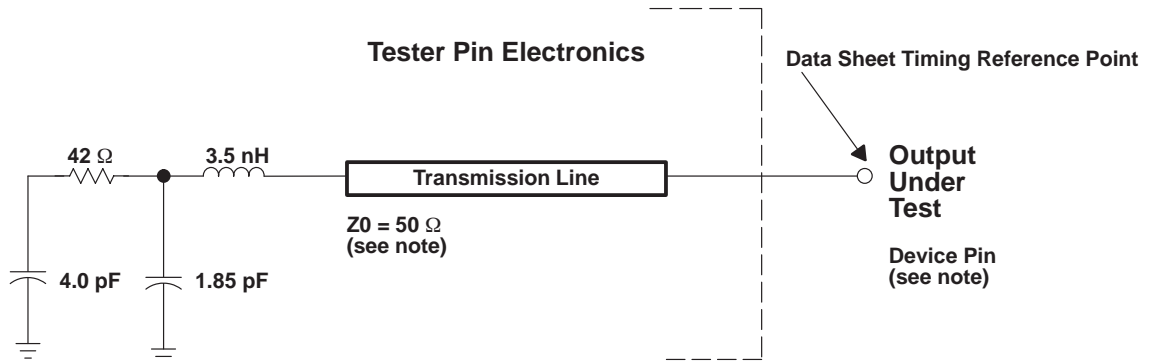 Tester Pin Electronics
Data Sheet Timing Reference Point
42 Ω
3.5 nH
Transmission Line
Output
Under
Test
Z0 = 50 Ω
(see note)
Device Pin
(see note)
4.0 pF
1.85 pF